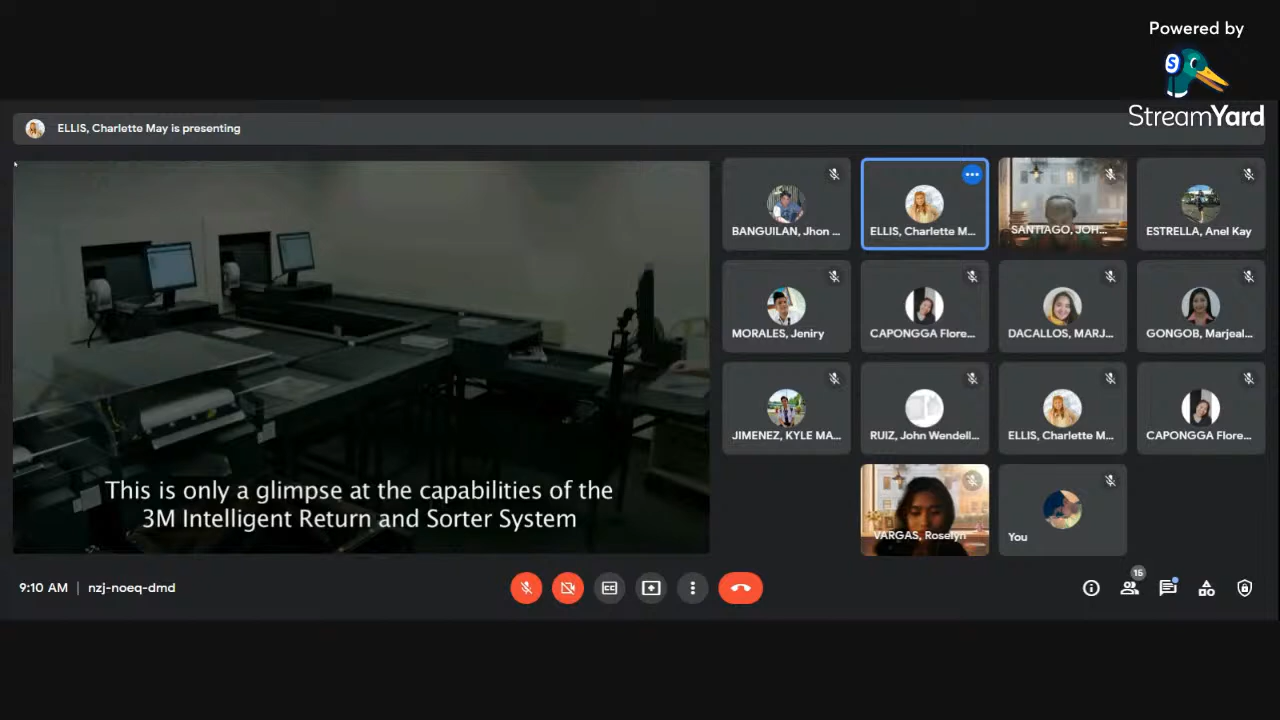 Powered by
StreamYard
ELLIS, Charlette May is presenting
BANGUILAN, Jhon ...
ELLIS, Charlette M...
SANTIAGO, JOH...
ESTRELLA, Anel Kay
MORALES, Jeniry
CAPONGGA Flore...
DACALLOS, MARJ...
GONGOB, Marjeal...
JIMENEZ, KYLE MA...
RUIZ, John Wendell...
ELLIS, Charlette M...
CAPONGGA Flore...
This is only a glimpse at the capabilities of the
3M Intelligent Return and Sorter System
VARGAS, Roselyn
You
9:10 AM | nzj-noeq-dmd
15